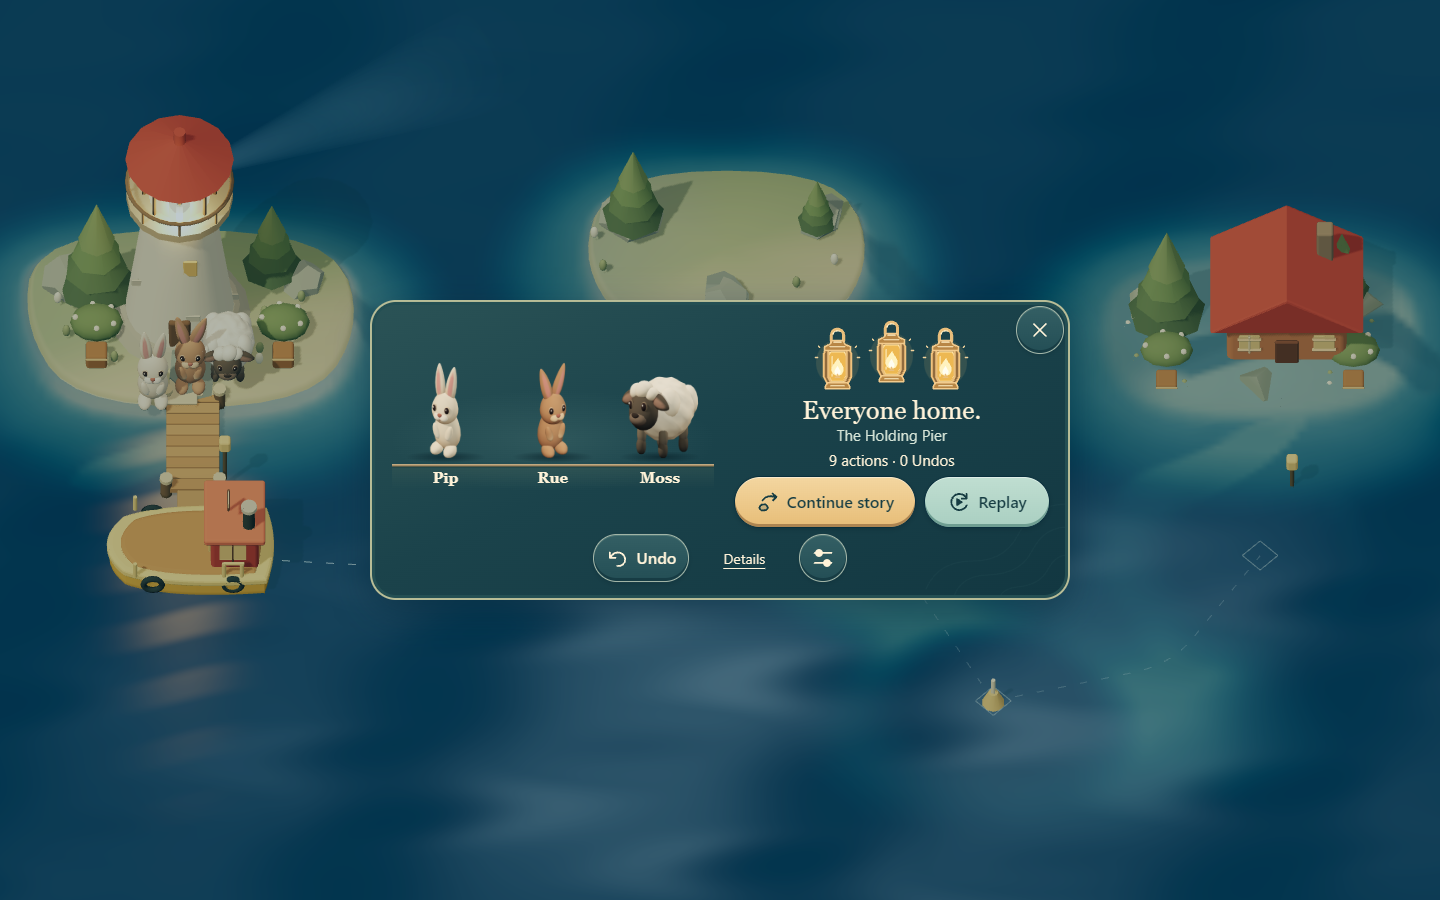 Everyone home.
The Holding Pier
9 actions · 0 Undos
Pip
Rue
Moss
Continue story
Replay
Undo
Details